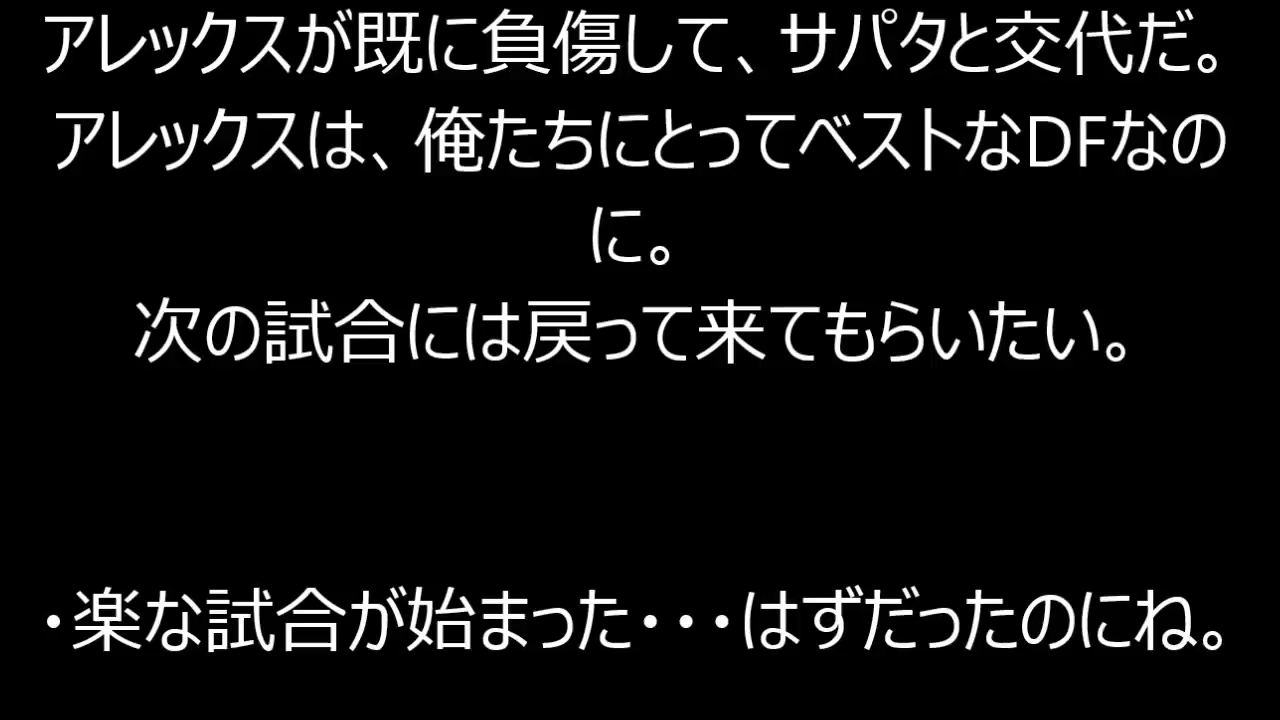 アレックスが既に負傷して、サパタと交代だ。
アレックスは、俺たちにとってベストなDFなの
に。
次の試合には戻って来てもらいたい。
・楽な試合が始まった・・・はずだったのにね。